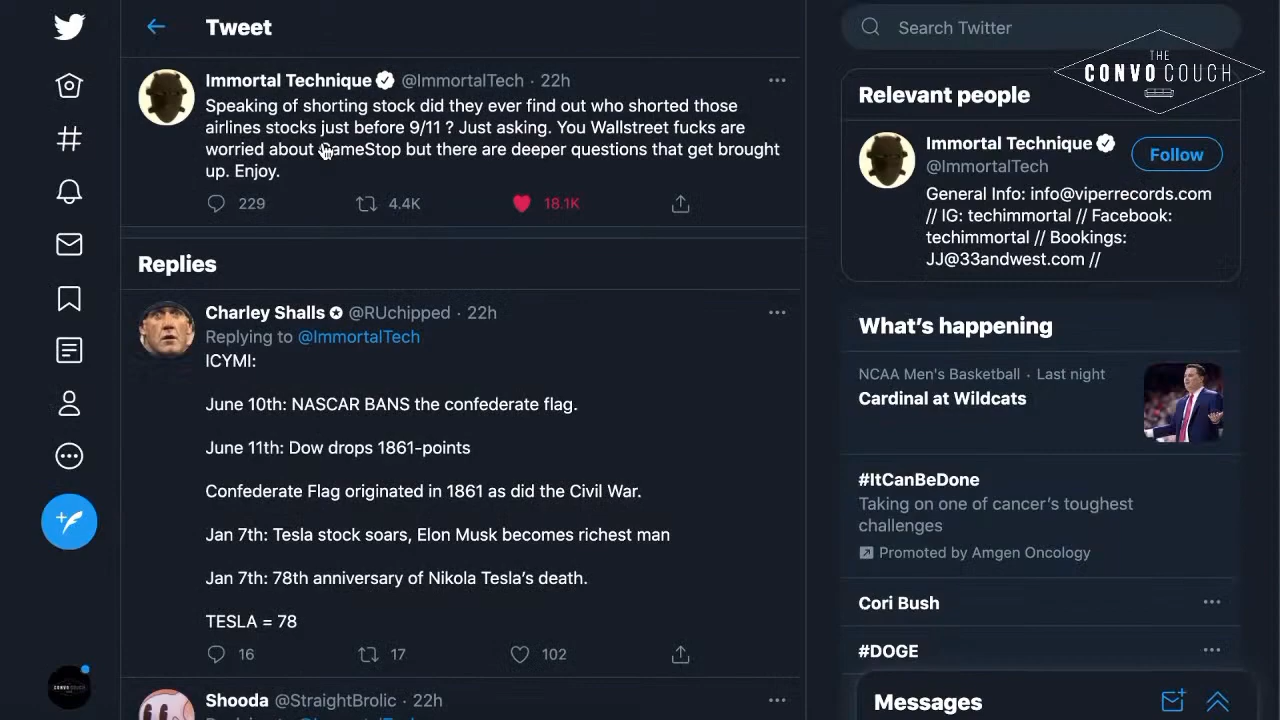 Tweet
Immortal Technique @ImmortalTech · 22h
Speaking of shorting stock did they ever find out who shorted those
airlines stocks just before 9/11 ? Just asking. You Wallstreet fucks are
worried about GameStop but there are deeper questions that get brought
up. Enjoy.
229 4.4K 18.1K
Replies
Charley Shalls @RUchipped · 22h
Replying to @ImmortalTech
ICYMI:
June 10th: NASCAR BANS the confederate flag.
June 11th: Dow drops 1861-points
Confederate Flag originated in 1861 as did the Civil War.
Jan 7th: Tesla stock soars, Elon Musk becomes richest man
Jan 7th: 78th anniversary of Nikola Tesla's death.
TESLA = 78
16 17 102
Shooda @StraightBrolic · 22h
Search Twitter
THE
CONVO COUCH
Relevant people
Immortal Technique
@ImmortalTech
Follow
General Info: info@viperrecords.com
// IG: techimmortal // Facebook:
techimmortal // Bookings:
JJ@33andwest.com //
What's happening
NCAA Men's Basketball · Last night
Cardinal at Wildcats
#ItCanBeDone
Taking on one of cancer's toughest
challenges
Promoted by Amgen Oncology
Cori Bush
#DOGE
Messages
CONVO COUCH